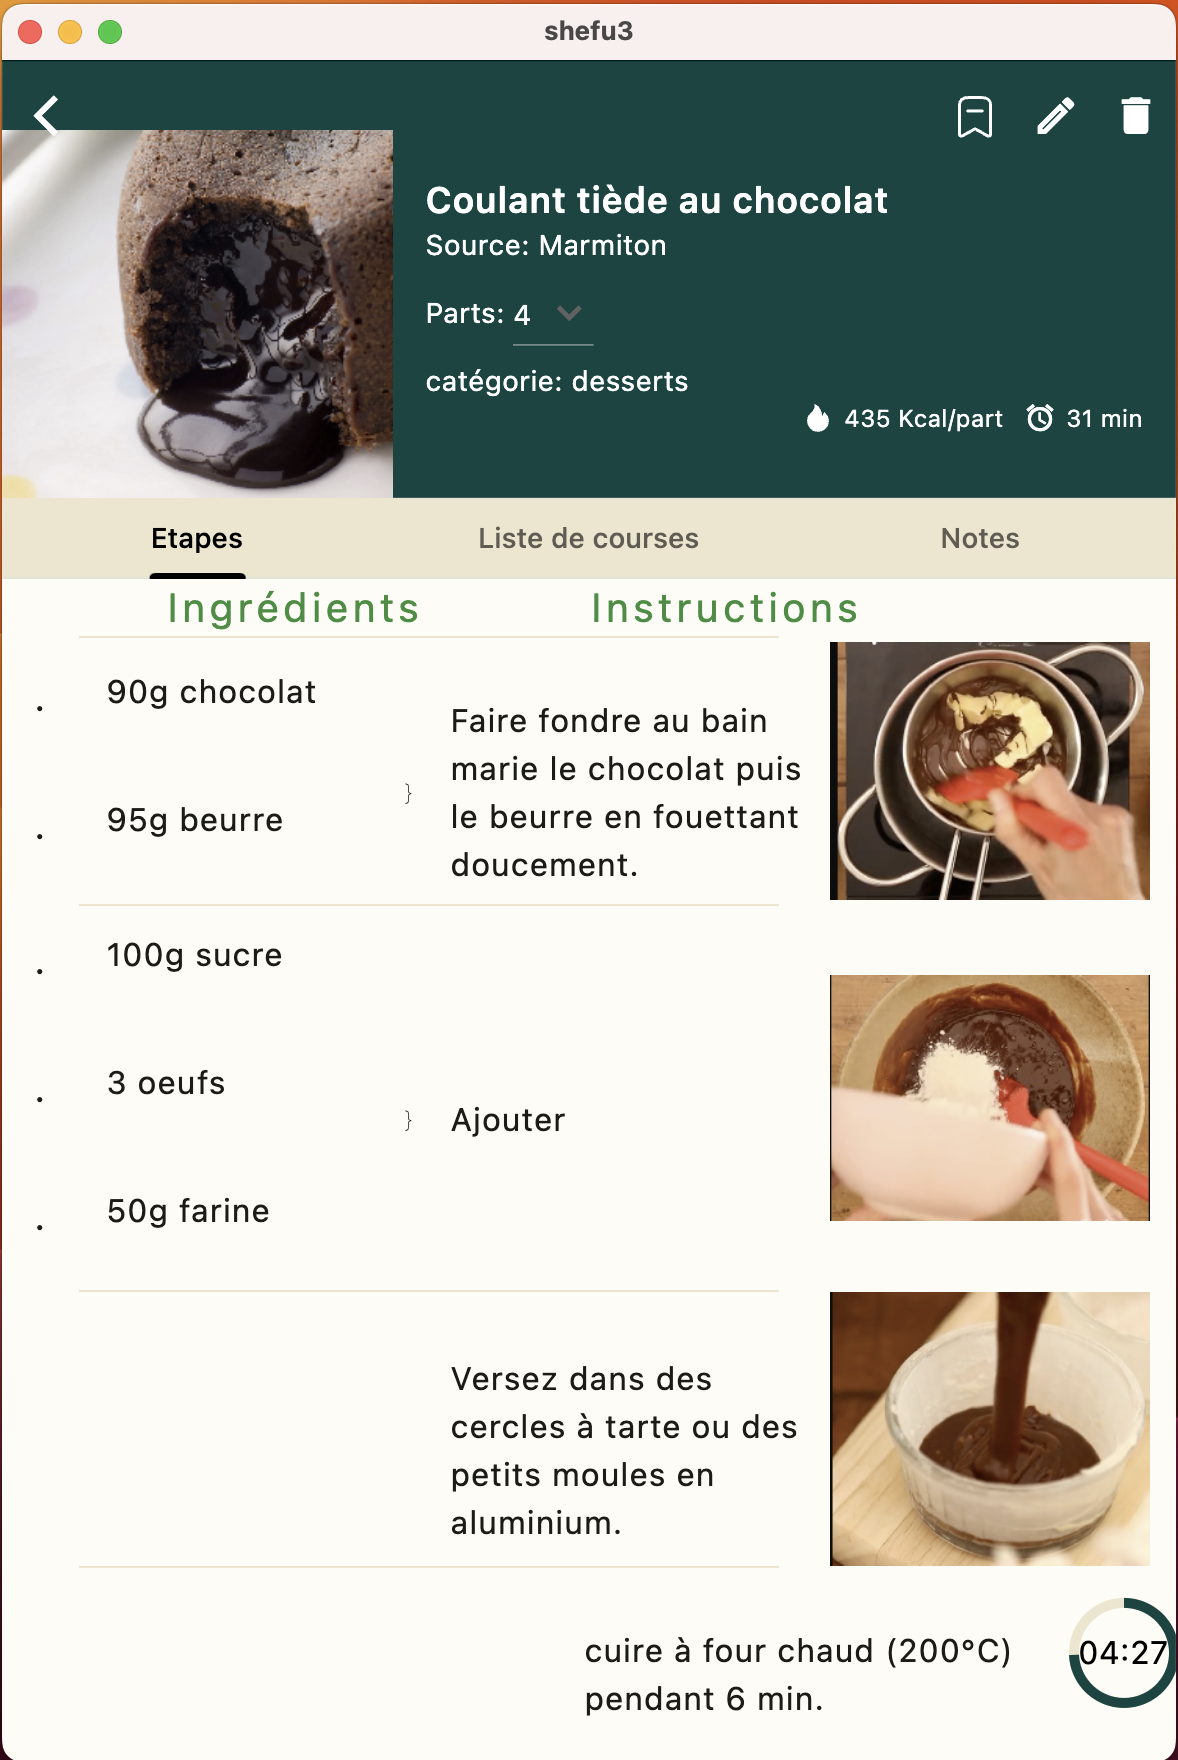 shefu3
Coulant tiède au chocolat
Source: Marmiton
Parts: 4
catégorie: desserts
435 Kcal/part 31 min
Etapes Liste de courses Notes
Ingrédients Instructions
. 90g chocolat
. 95g beurre
}
Faire fondre au bain
marie le chocolat puis
le beurre en fouettant
doucement.
. 100g sucre
. 3 oeufs
. 50g farine
} Ajouter
Versez dans des
cercles à tarte ou des
petits moules en
aluminium.
cuire à four chaud (200°C)
pendant 6 min.
04:27